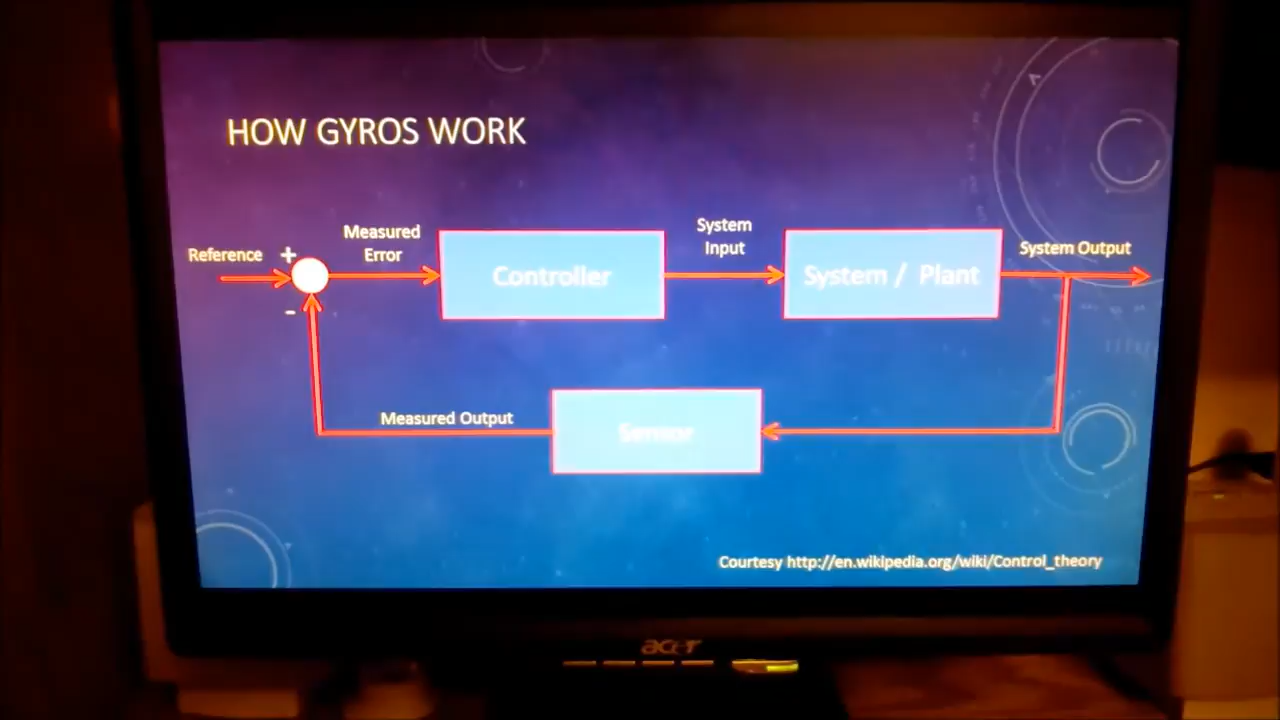 HOW GYROS WORK
Reference
+
-
Measured
Error
Controller
System
Input
System / Plant
System Output
Measured Output
Sensor
Courtesy http://en.wikipedia.org/wiki/Control_theory
acer